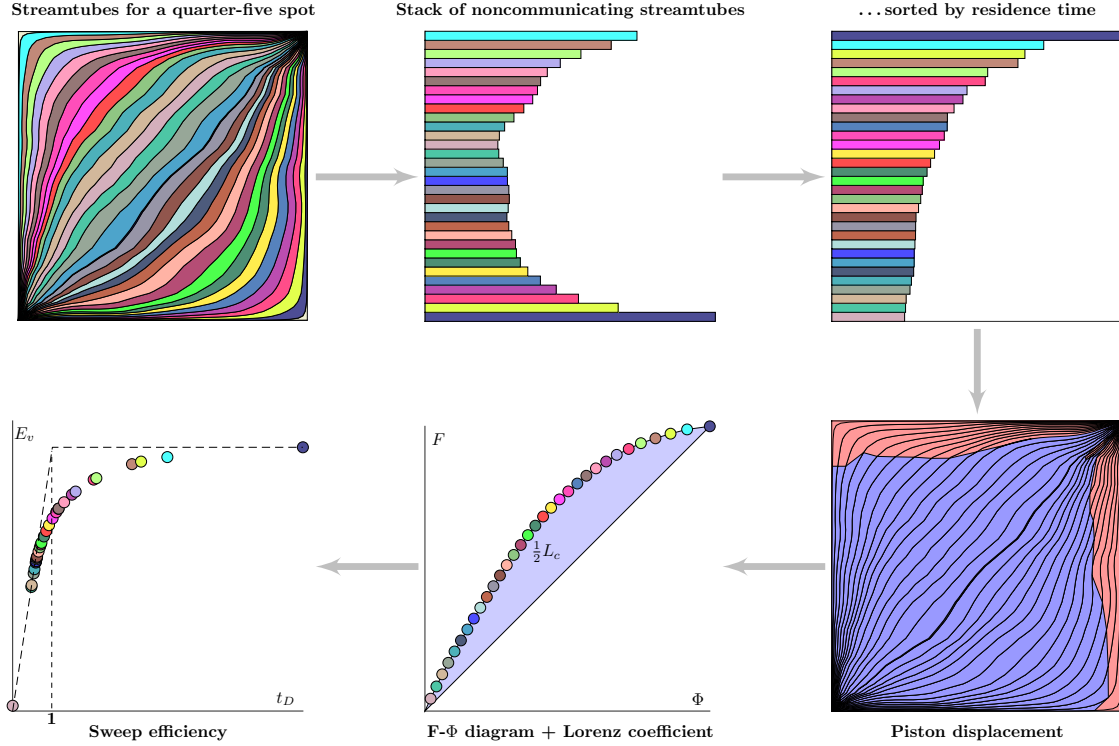 Streamtubes for a quarter-five spot
Stack of noncommunicating streamtubes
...sorted by residence time
E_v
t_D
1
Sweep efficiency
F
½L_c
Φ
F-Φ diagram + Lorenz coefficient
Piston displacement